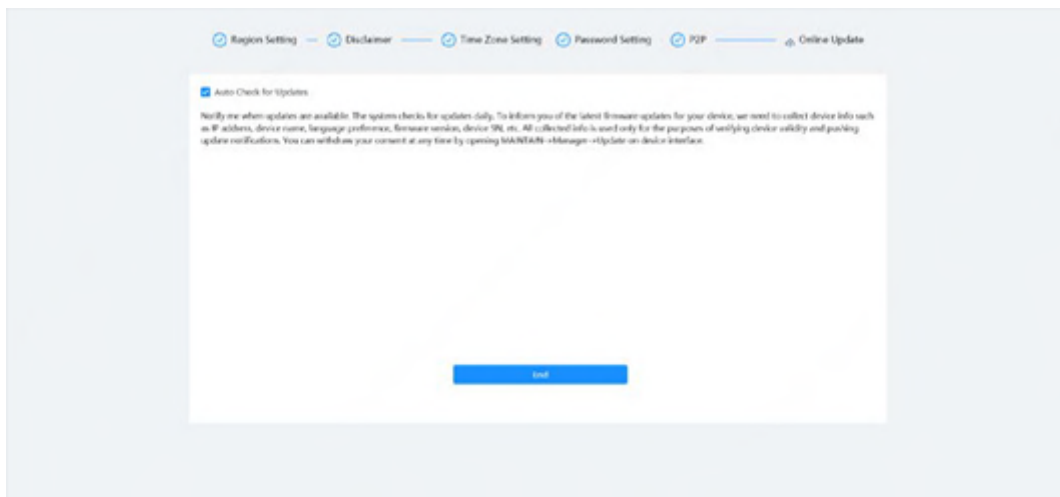 Region Setting Disclaimer Time Zone Setting Password Setting P2P Online Update
Auto Check for Updates
Notify me when updates are available. The system checks for updates daily. To inform you of the latest firmware updates for your device, we need to collect device info such
as IP address, device name, language preference, firmware version, device SN, etc. All collected info is used only for the purposes of verifying device validity and pushing
update notifications. You can withdraw your consent at any time by opening MAINTAIN->Manager->Update on device interface.
End